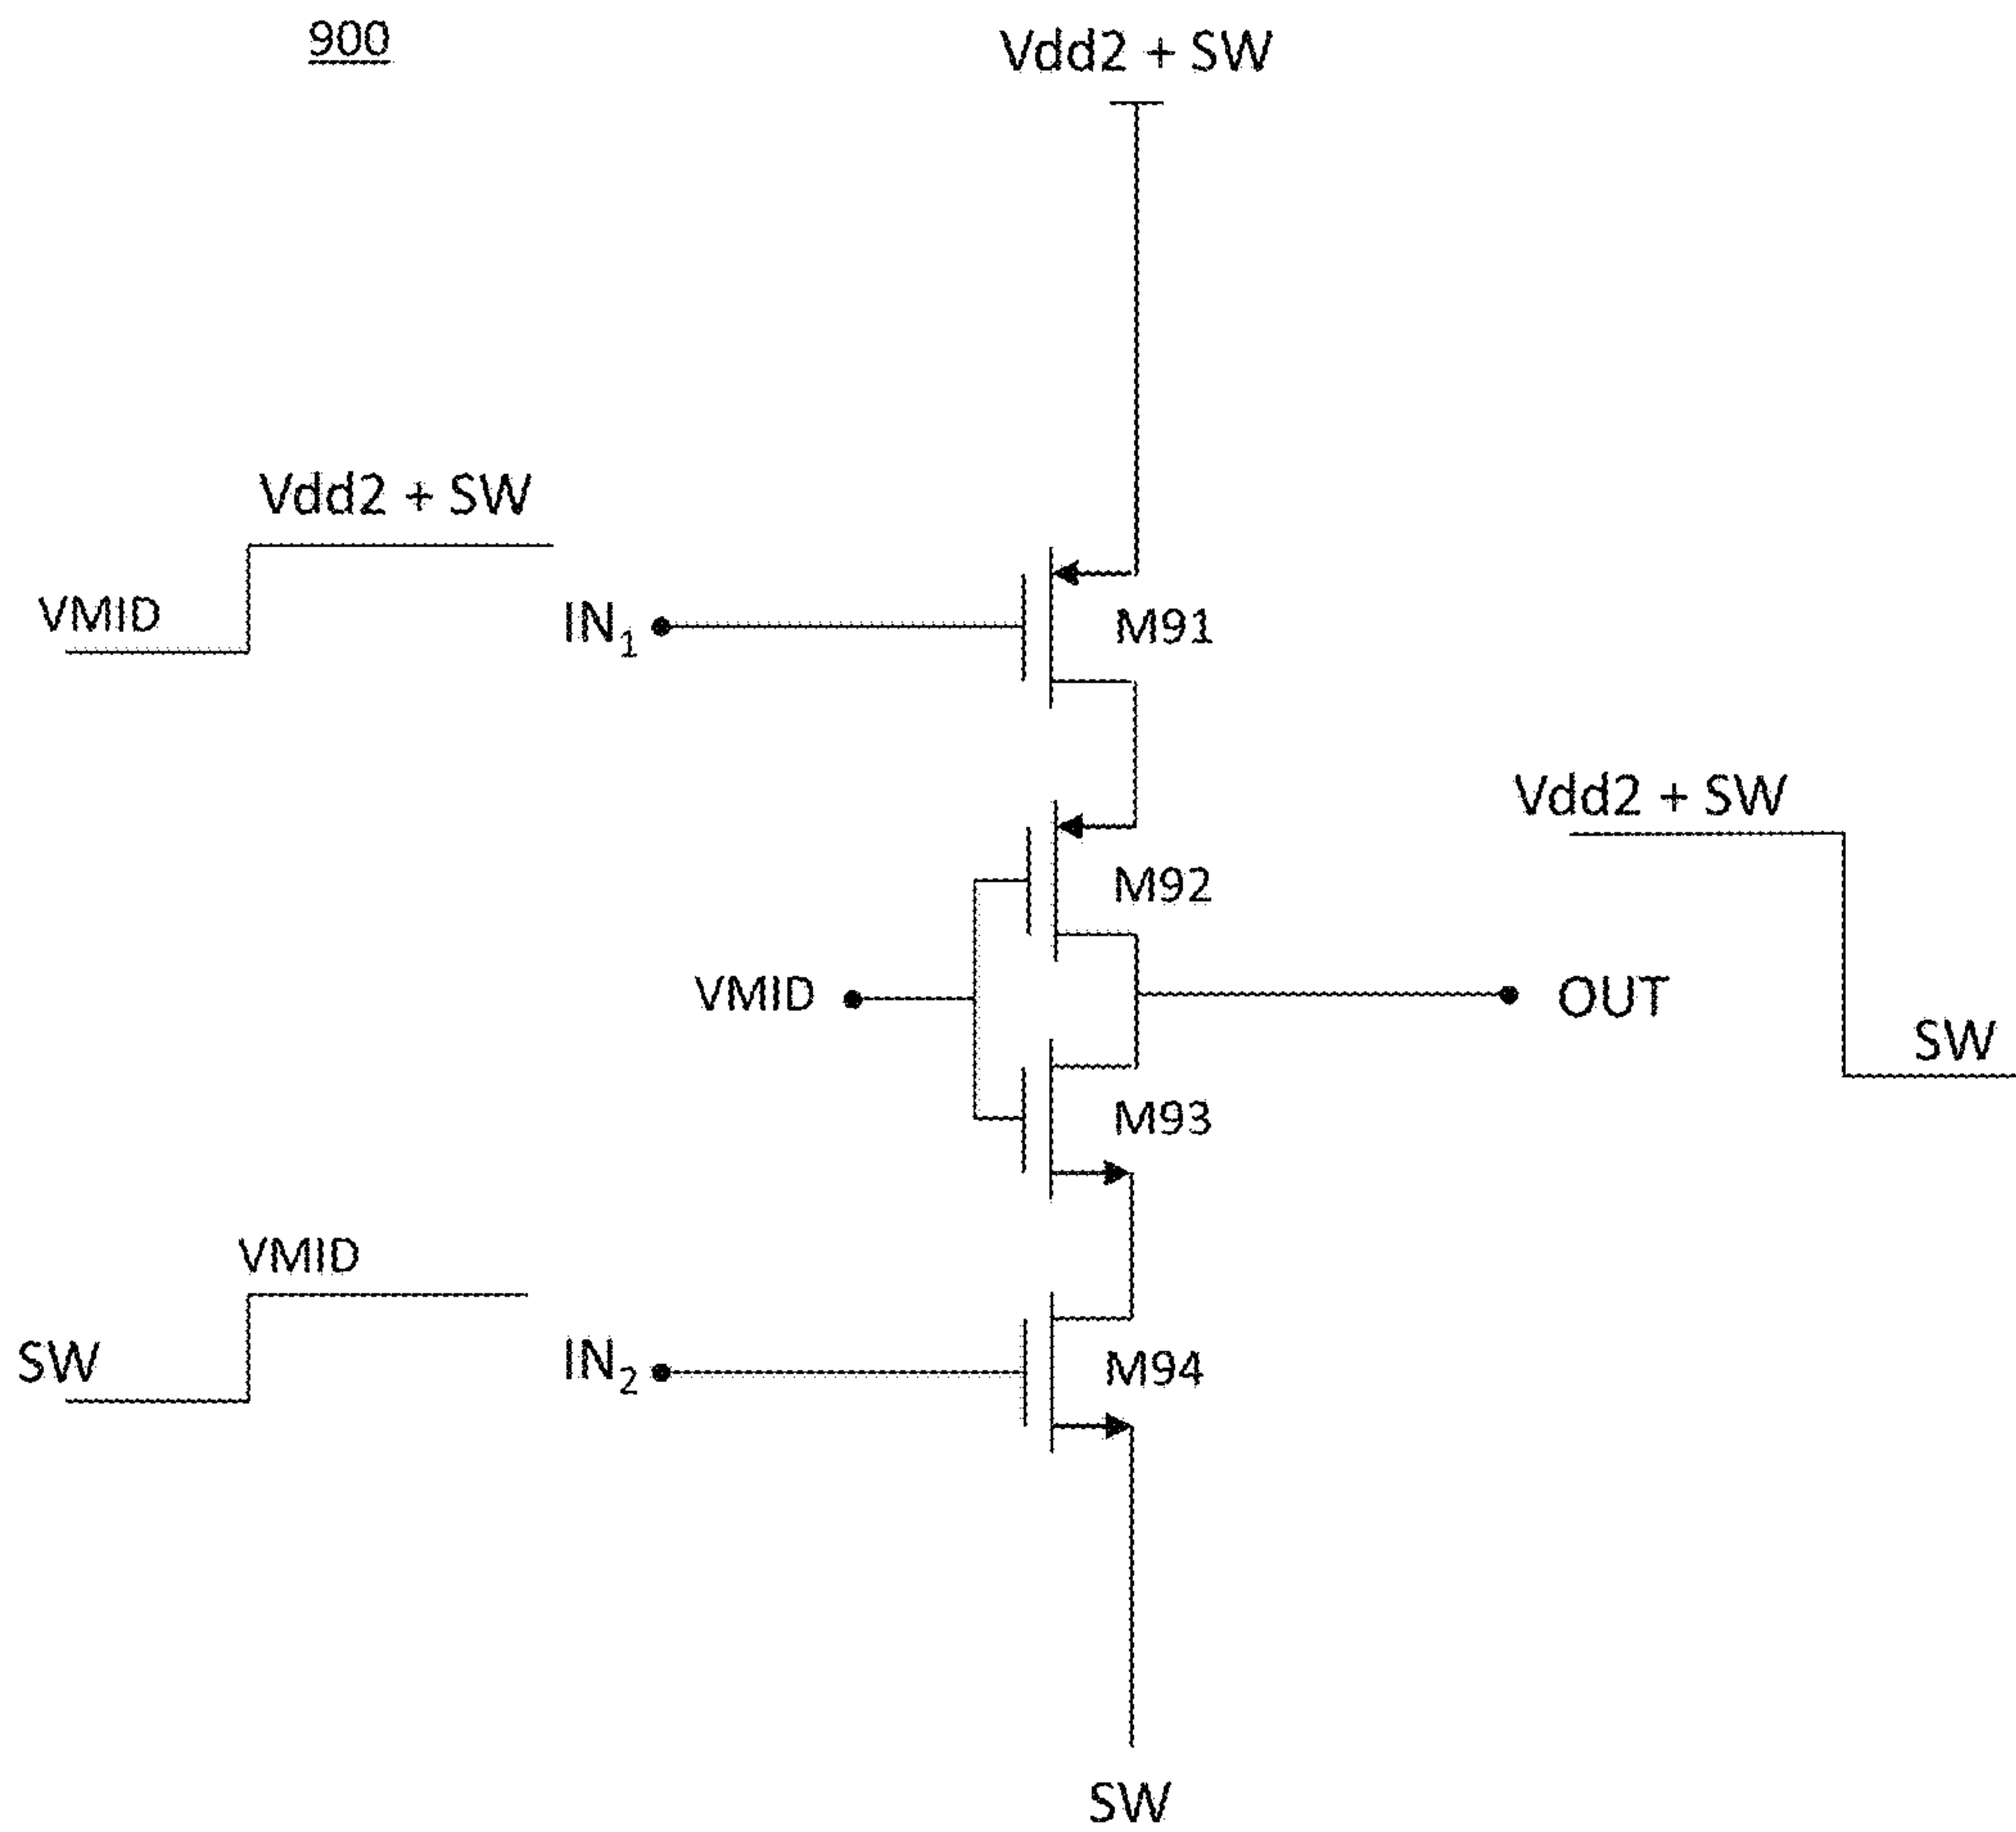 900
Vdd2 + SW
Vdd2 + SW
VMID
IN1
M91
Vdd2 + SW
M92
VMID
OUT
SW
M93
VMID
SW
IN2
M94
SW